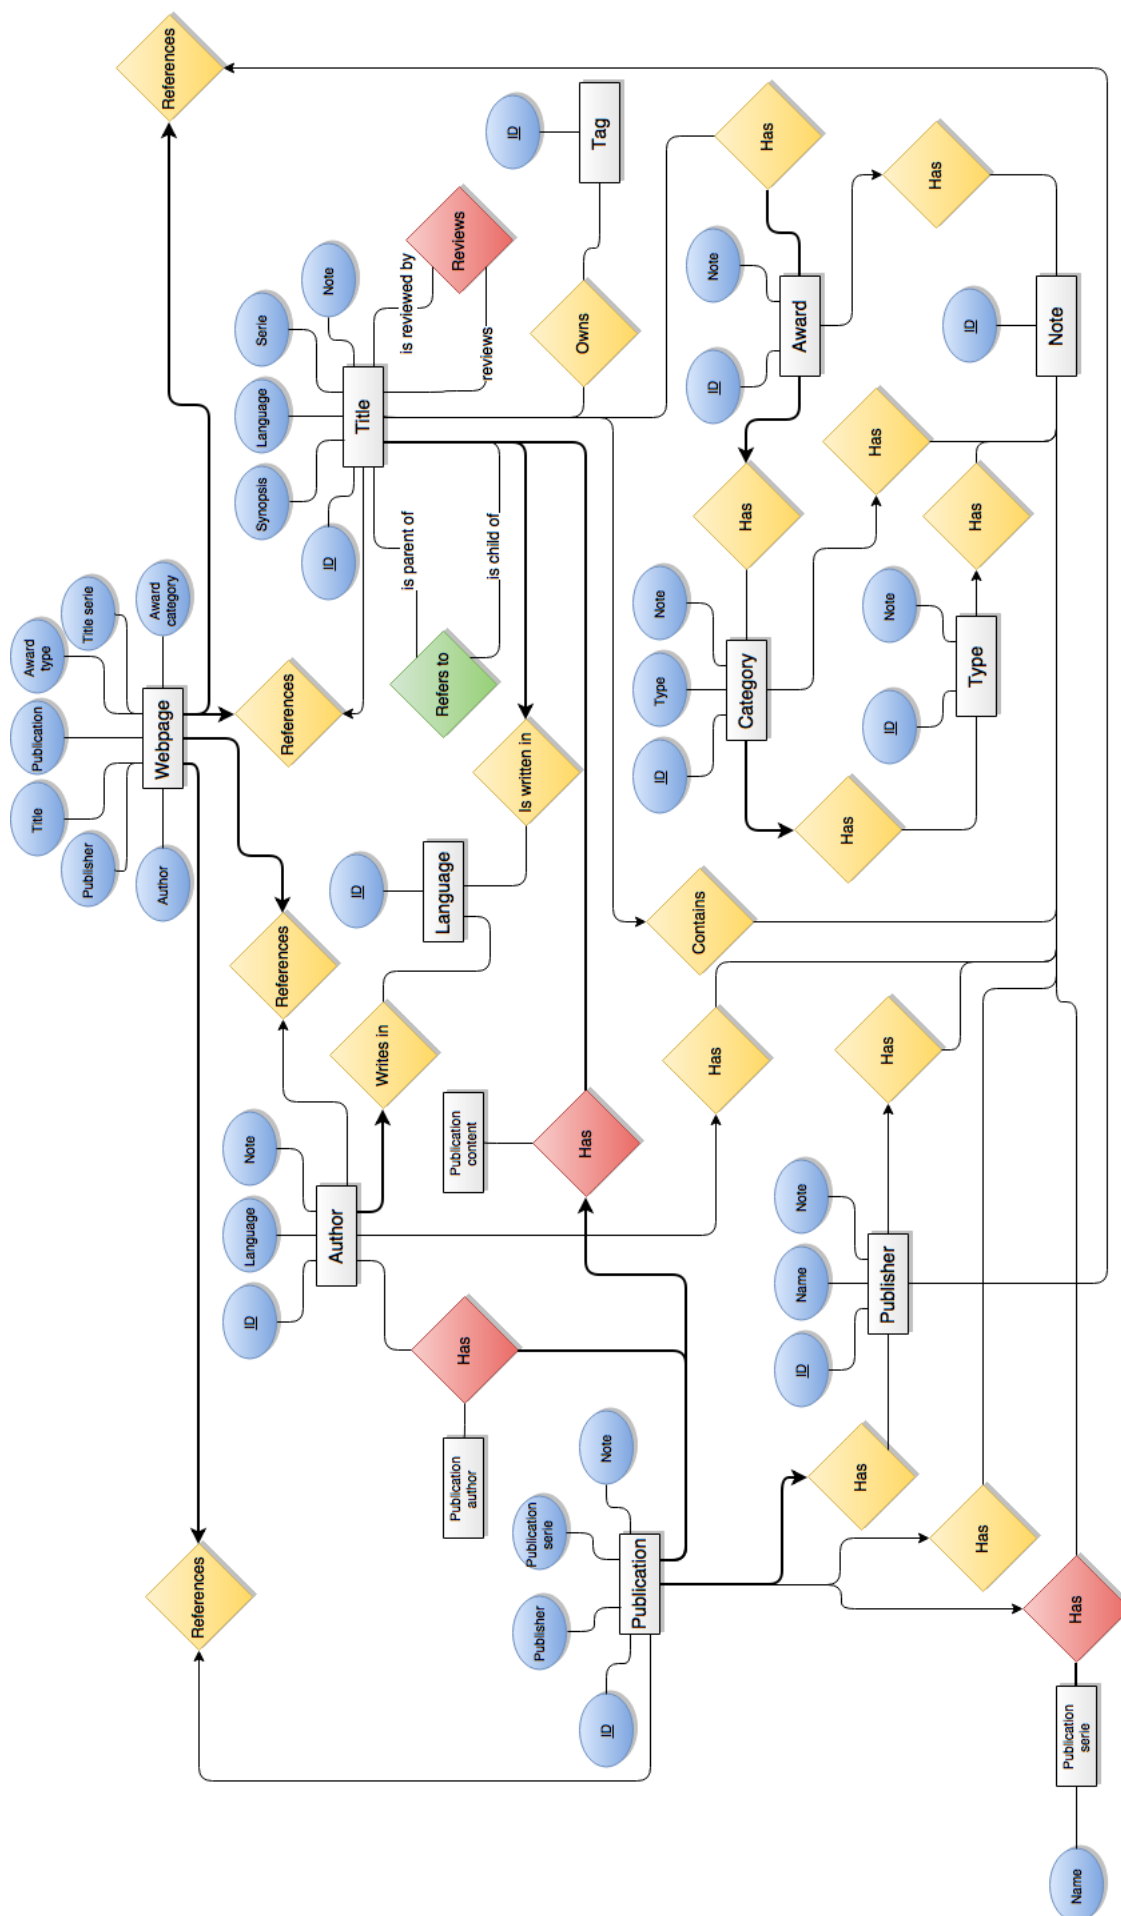 Title
Publication
Award
type
Publisher
Title serie
Author
Webpage
Award
category
References
References
ID
Language
Note
Synopsis
Language
Serie
References
References
Author
ID
ID
Note
Title
Writes in
is parent of
is reviewed by
Language
Refers to
Publication
author
Has
Publication
content
Reviews
is child of
reviews
ID
Is written in
Publisher
Publication
serie
Has
Owns
Tag
ID
Note
Publication
ID
Type
Note
Contains
Has
ID
Note
Category
Has
Has
ID
Name
Note
Award
Has
Has
Has
Has
ID
Note
Publisher
Has
Has
Type
Has
ID
Has
Publication
serie
Note
Name
Has